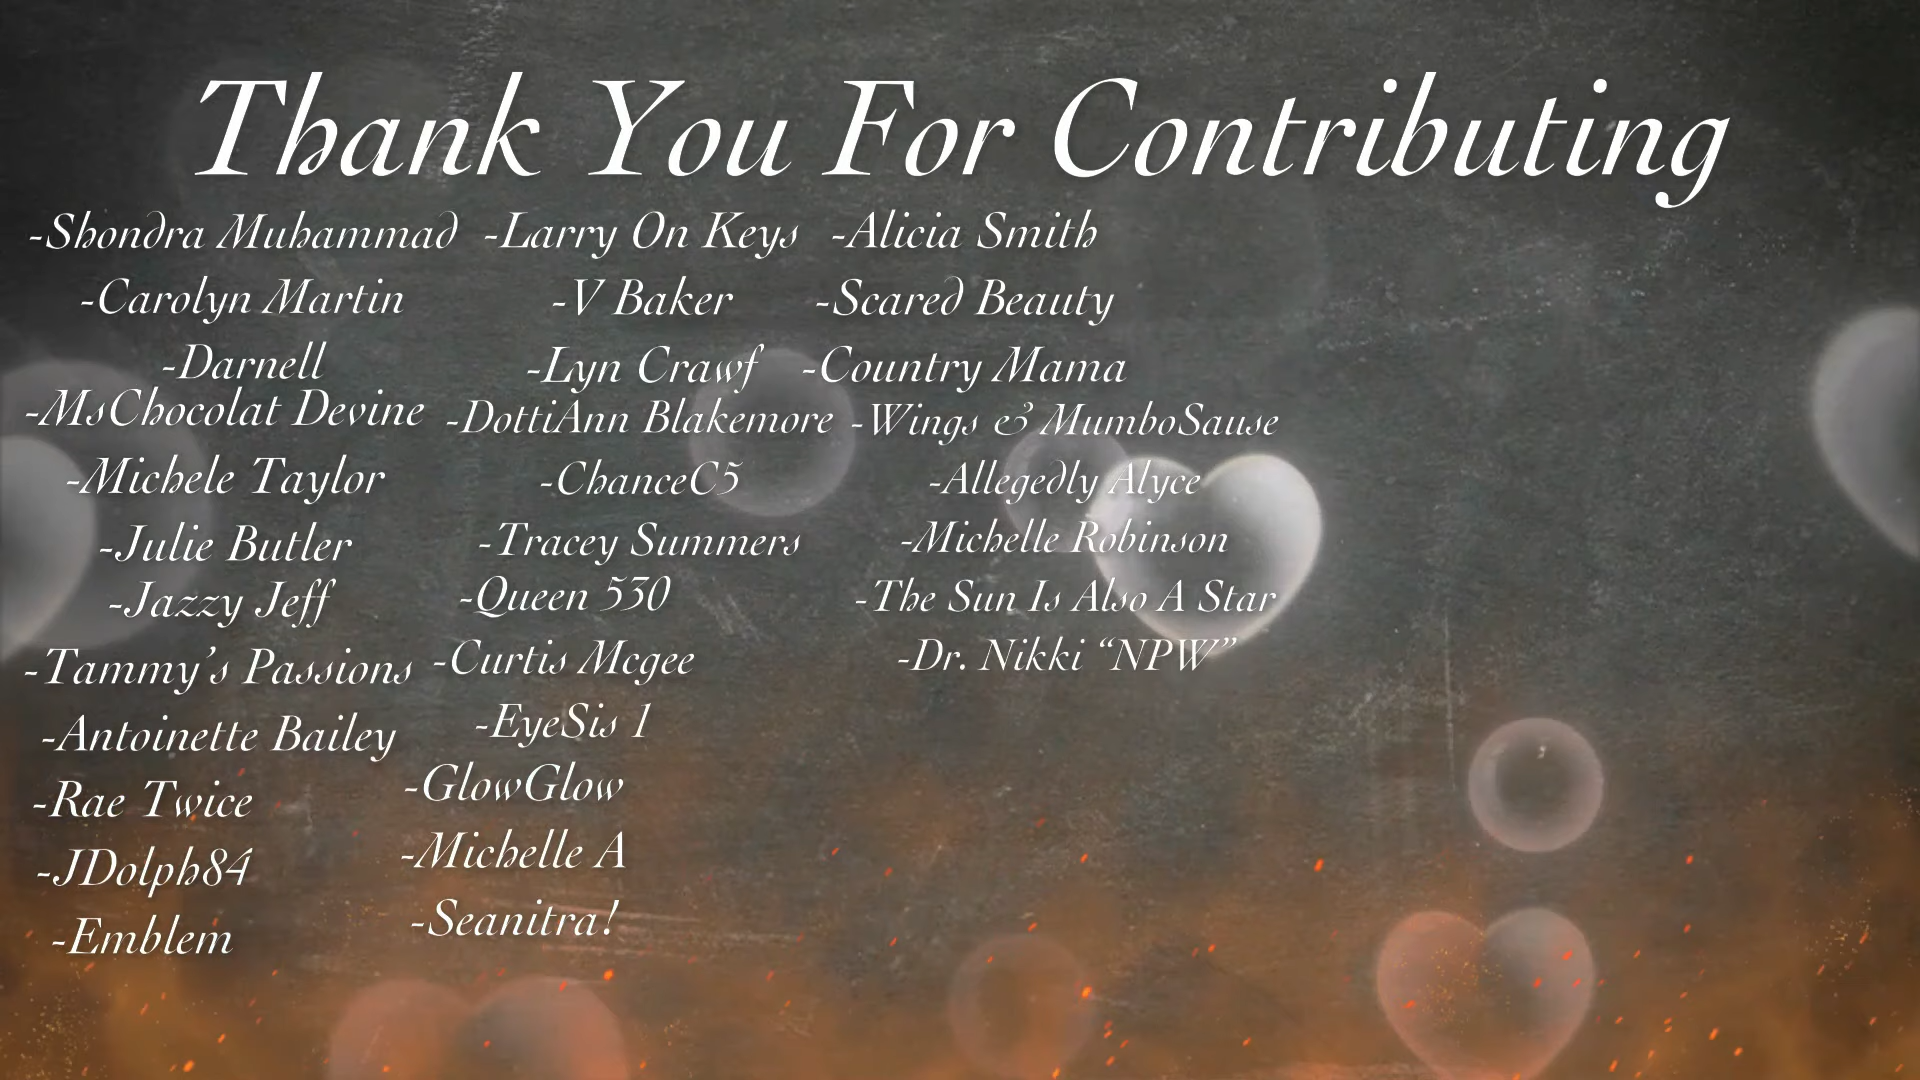 Thank You For Contributing
-Shondra Muhammad
-Carolyn Martin
-Darnell
-MsChocolat Devine
-Michele Taylor
-Julie Butler
-Jazzy Jeff
-Tammy's Passions
-Antoinette Bailey
-Rae Twice
-JDolph84
-Emblem
-Larry On Keys
-V Baker
-Lyn Crawf
-DottiAnn Blakemore
-ChanceC5
-Tracey Summers
-Queen 530
-Curtis Mcgee
-EyeSis 1
-GlowGlow
-Michelle A
-Seanitra!
-Alicia Smith
-Scared Beauty
-Country Mama
-Wings & MumboSause
-Allegedly Alyce
-Michelle Robinson
-The Sun Is Also A Star
-Dr. Nikki “NPW”